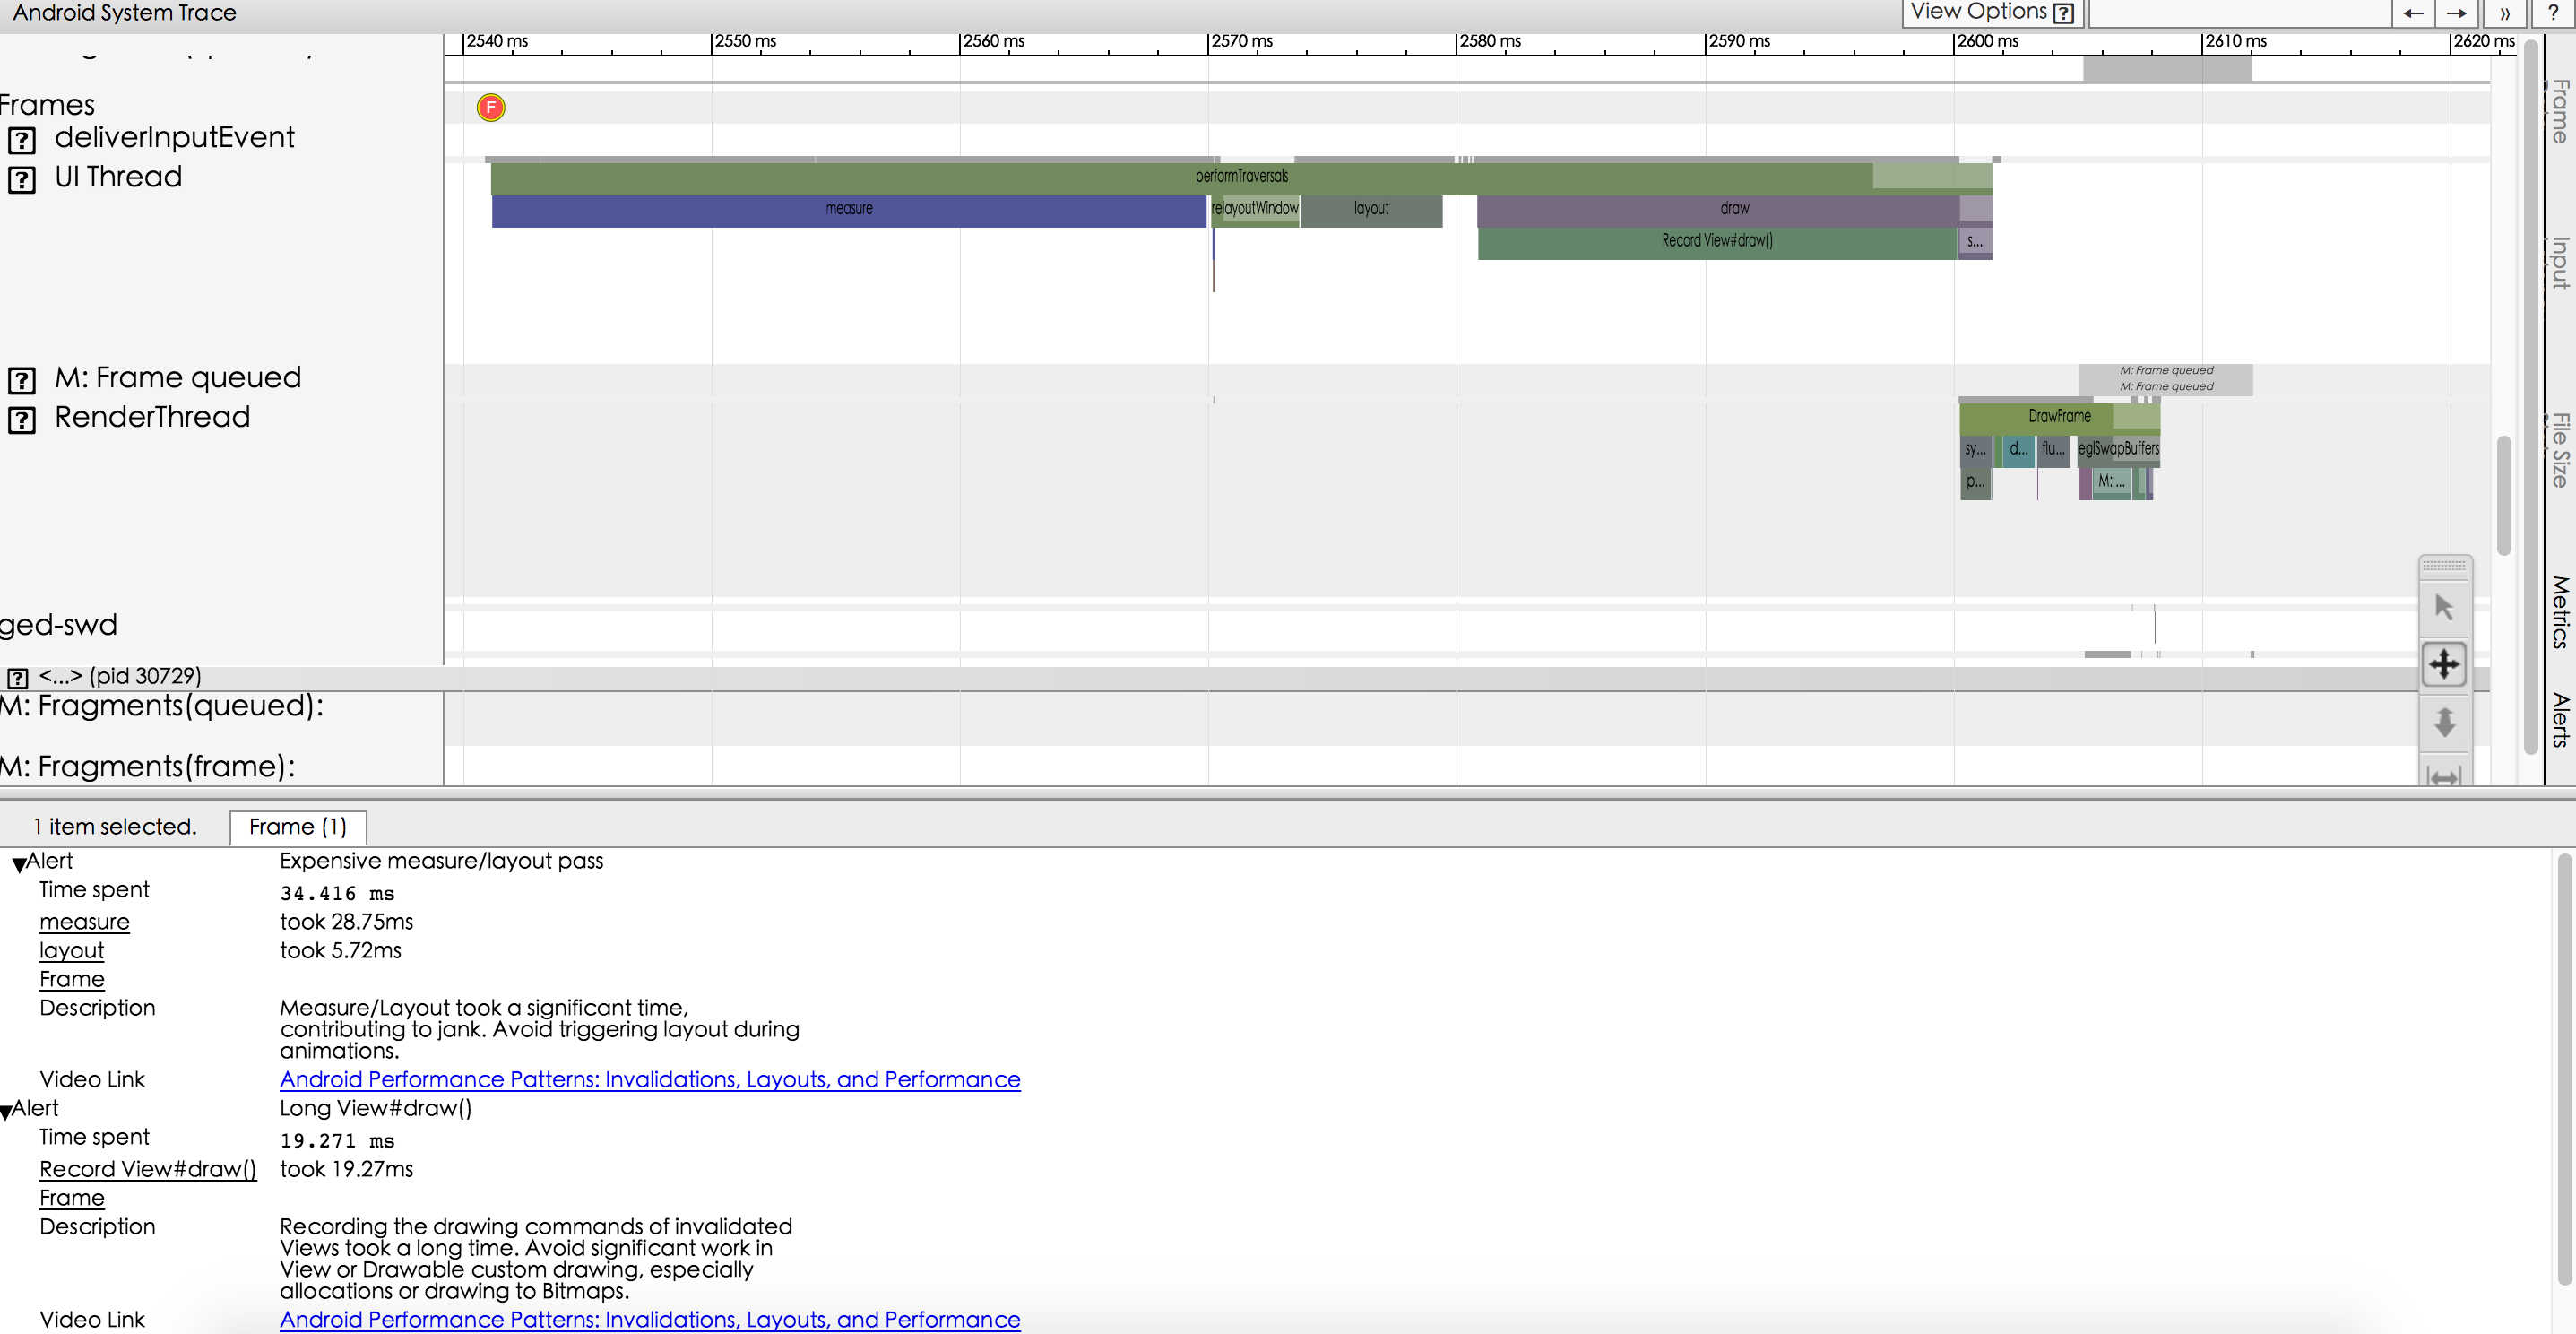 Android System Trace
View Options ?
← → » ?
2540 ms 2550 ms 2560 ms 2570 ms 2580 ms 2590 ms 2600 ms 2610 ms 2620 ms
Frames
F
? deliverInputEvent
? UI Thread
performTraversals
measure relayoutWindow layout draw
Record View#draw() s...
? M: Frame queued
M: Frame queued
M: Frame queued
? RenderThread
DrawFrame
sy... d... flu... eglSwapBuffers
p... M: ...
ged-swd
? <...> (pid 30729)
M: Fragments(queued):
M: Fragments(frame):
Frame
Input
File Size
Metrics
Alerts
1 item selected. Frame (1)
Alert Expensive measure/layout pass
Time spent 34.416 ms
measure took 28.75ms
layout took 5.72ms
Frame
Description Measure/Layout took a significant time,
contributing to jank. Avoid triggering layout during
animations.
Video Link Android Performance Patterns: Invalidations, Layouts, and Performance
Alert Long View#draw()
Time spent 19.271 ms
Record View#draw() took 19.27ms
Frame
Description Recording the drawing commands of invalidated
Views took a long time. Avoid significant work in
View or Drawable custom drawing, especially
allocations or drawing to Bitmaps.
Video Link Android Performance Patterns: Invalidations, Layouts, and Performance